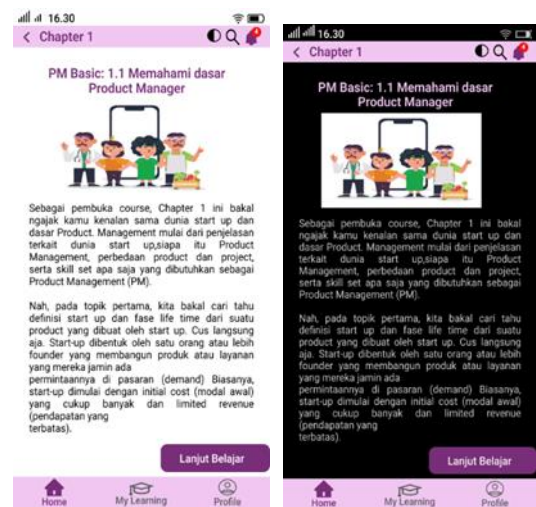 16.30
Chapter 1
PM Basic: 1.1 Memahami dasar
Product Manager
Sebagai pembuka course, Chapter 1 ini bakal
ngajak kamu kenalan sama dunia start up dan
dasar Product. Management mulai dari penjelasan
terkait dunia start up,siapa itu Product
Management, perbedaan product dan project,
serta skill set apa saja yang dibutuhkan sebagai
Product Management (PM).
Nah, pada topik pertama, kita bakal cari tahu
definisi start up dan fase life time dari suatu
product yang dibuat oleh start up. Cus langsung
aja. Start-up dibentuk oleh satu orang atau lebih
founder yang membangun produk atau layanan
yang mereka jamin ada
permintaannya di pasaran (demand) Biasanya,
start-up dimulai dengan initial cost (modal awal)
yang cukup banyak dan limited revenue
(pendapatan yang
terbatas).
Lanjut Belajar
Home
My Learning
Profile
16.30
Chapter 1
PM Basic: 1.1 Memahami dasar
Product Manager
Sebagai pembuka course, Chapter 1 ini bakal
ngajak kamu kenalan sama dunia start up dan
dasar Product. Management mulai dari penjelasan
terkait dunia start up,siapa itu Product
Management, perbedaan product dan project,
serta skill set apa saja yang dibutuhkan sebagai
Product Management (PM).
Nah, pada topik pertama, kita bakal cari tahu
definisi start up dan fase life time dari suatu
product yang dibuat oleh start up. Cus langsung
aja. Start-up dibentuk oleh satu orang atau lebih
founder yang membangun produk atau layanan
yang mereka jamin ada
permintaannya di pasaran (demand) Biasanya,
start-up dimulai dengan initial cost (modal awal)
yang cukup banyak dan limited revenue
(pendapatan yang
terbatas).
Lanjut Belajar
Home
My Learning
Profile